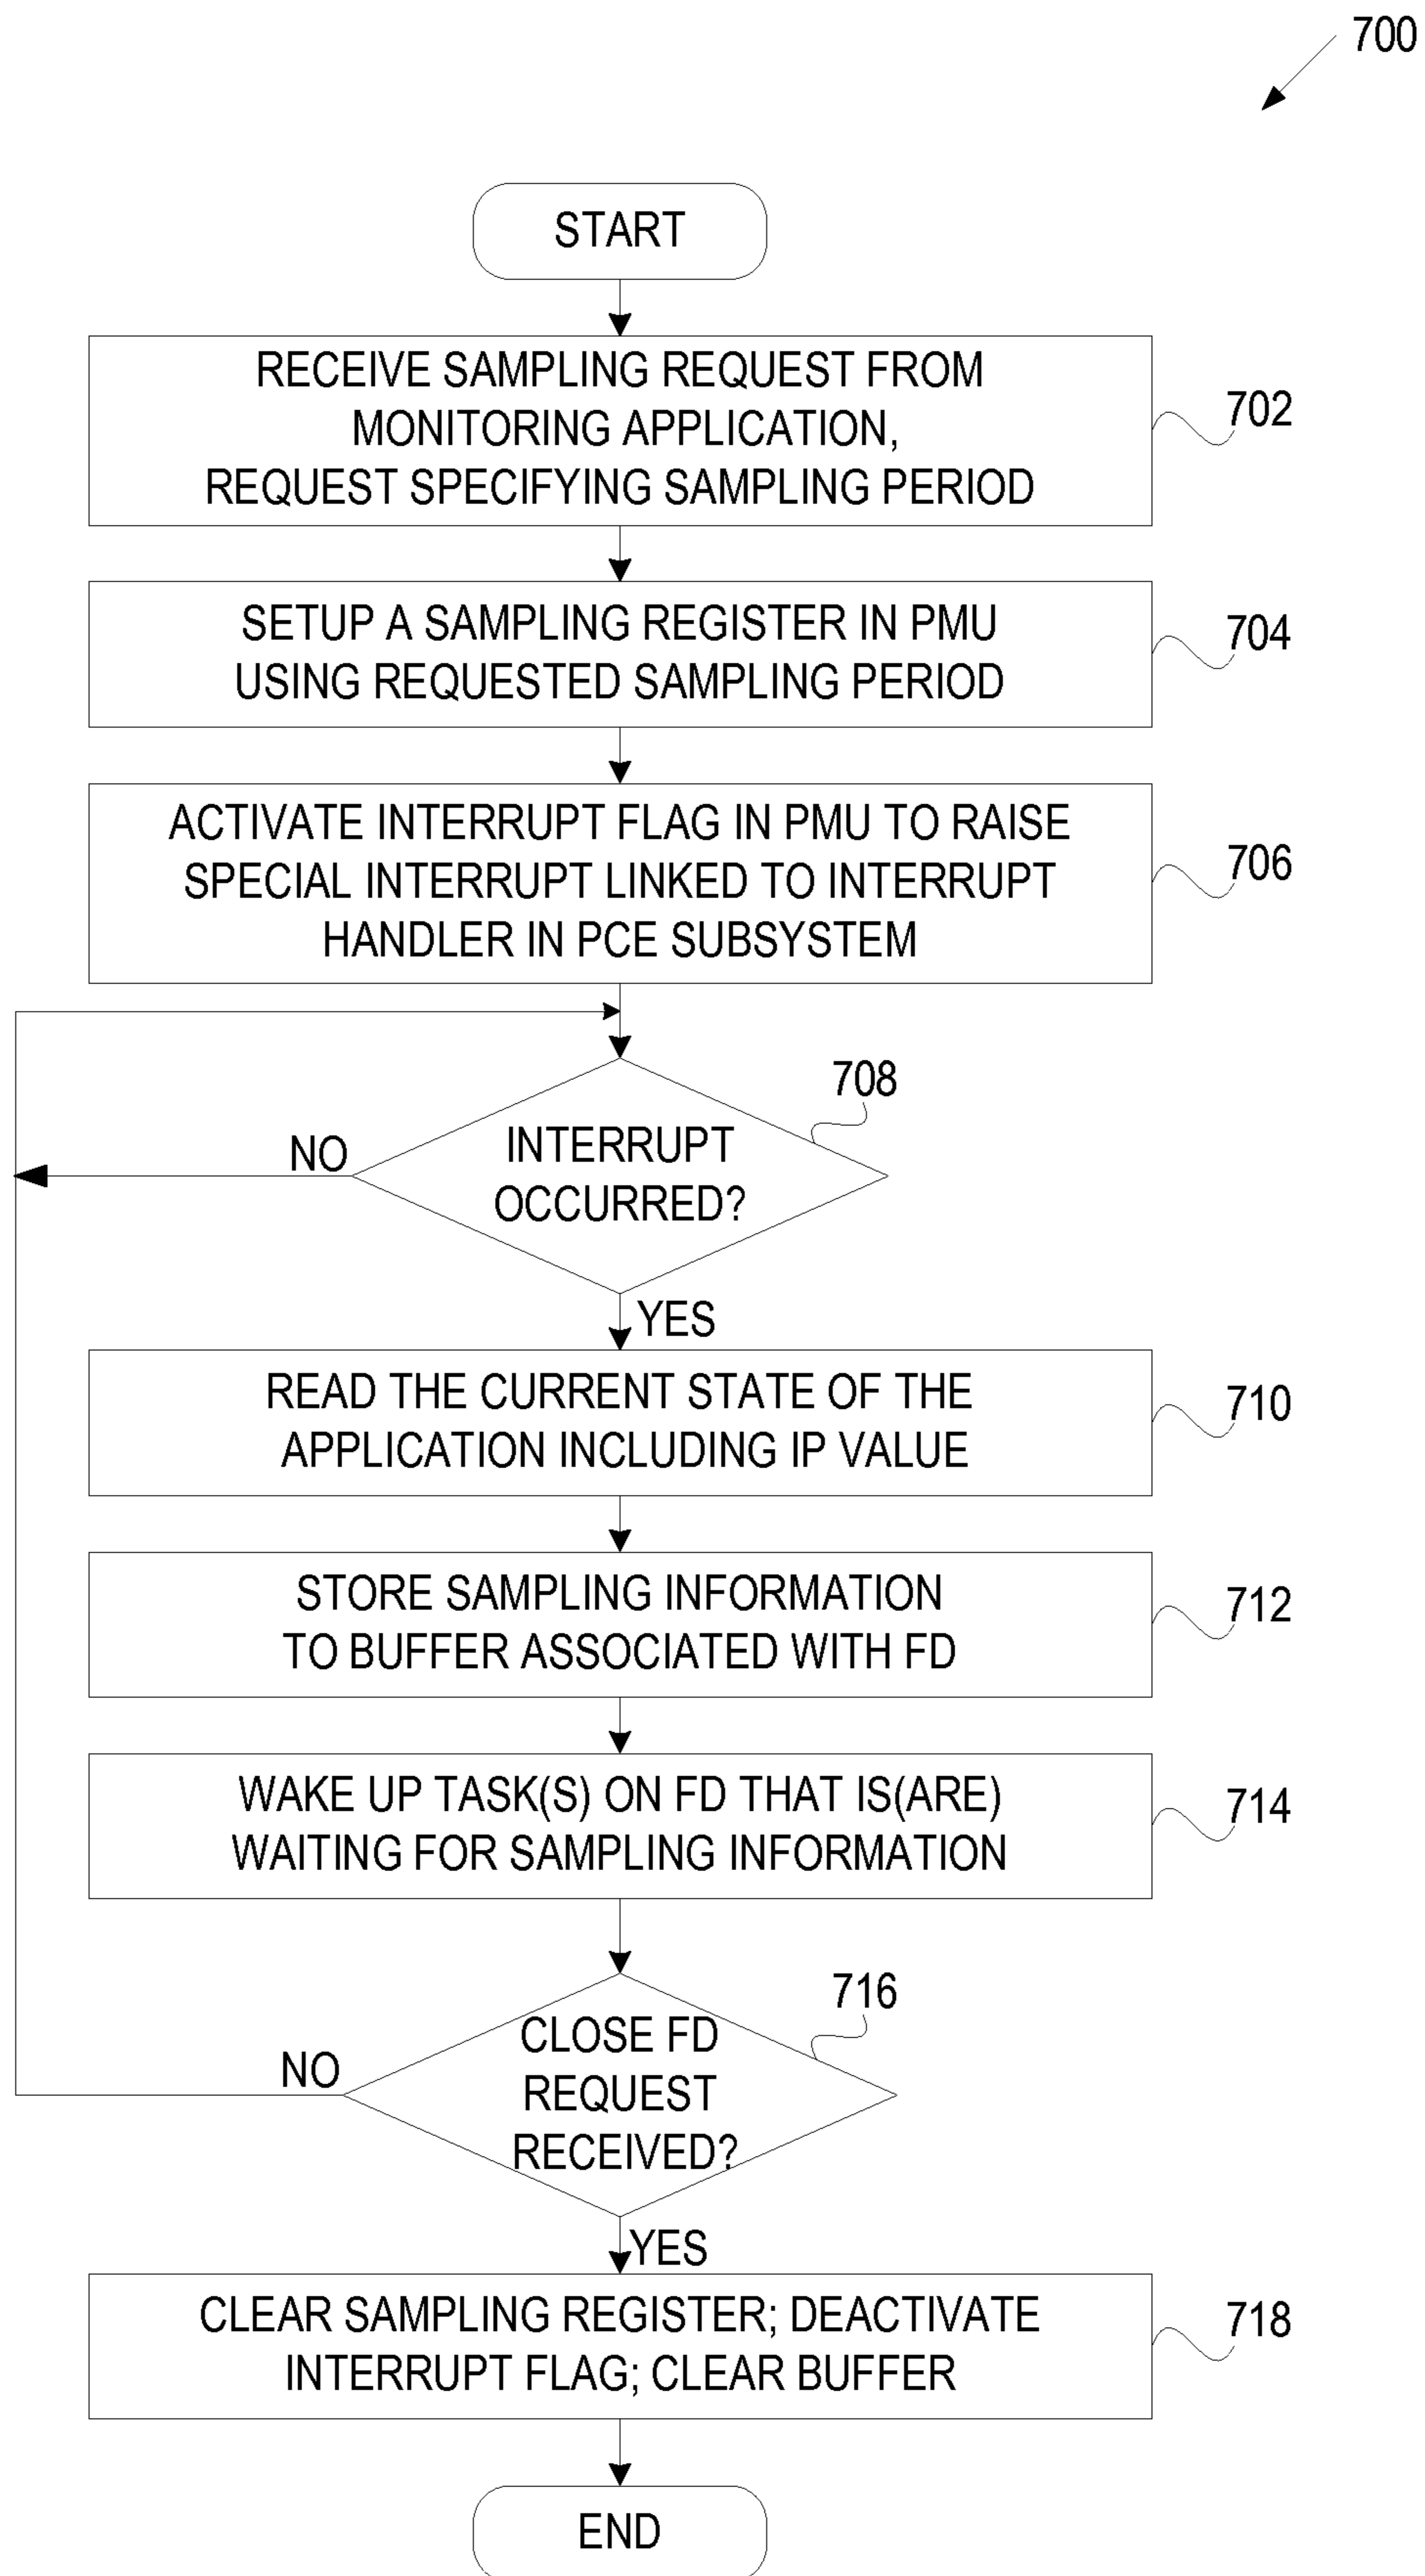 700
START
RECEIVE SAMPLING REQUEST FROM
MONITORING APPLICATION,
REQUEST SPECIFYING SAMPLING PERIOD
702
SETUP A SAMPLING REGISTER IN PMU
USING REQUESTED SAMPLING PERIOD
704
ACTIVATE INTERRUPT FLAG IN PMU TO RAISE
SPECIAL INTERRUPT LINKED TO INTERRUPT
HANDLER IN PCE SUBSYSTEM
706
708
INTERRUPT
OCCURRED?
NO
YES
READ THE CURRENT STATE OF THE
APPLICATION INCLUDING IP VALUE
710
STORE SAMPLING INFORMATION
TO BUFFER ASSOCIATED WITH FD
712
WAKE UP TASK(S) ON FD THAT IS(ARE)
WAITING FOR SAMPLING INFORMATION
714
716
CLOSE FD
REQUEST
RECEIVED?
NO
YES
CLEAR SAMPLING REGISTER; DEACTIVATE
INTERRUPT FLAG; CLEAR BUFFER
718
END